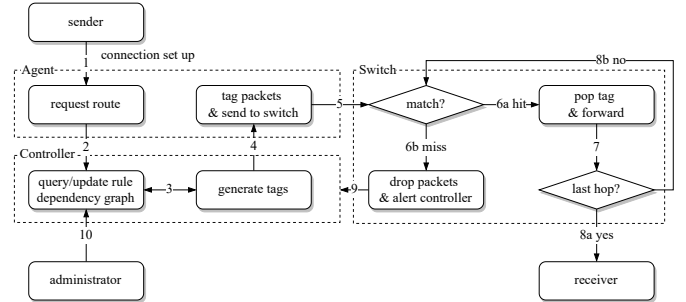 sender
1
connection set up
8b no
Agent
Switch
request route
tag packets
& send to switch
5
match?
6a hit
pop tag
& forward
2
4
6b miss
7
Controller
query/update rule
dependency graph
3
generate tags
9
drop packets
& alert controller
last hop?
10
8a yes
administrator
receiver